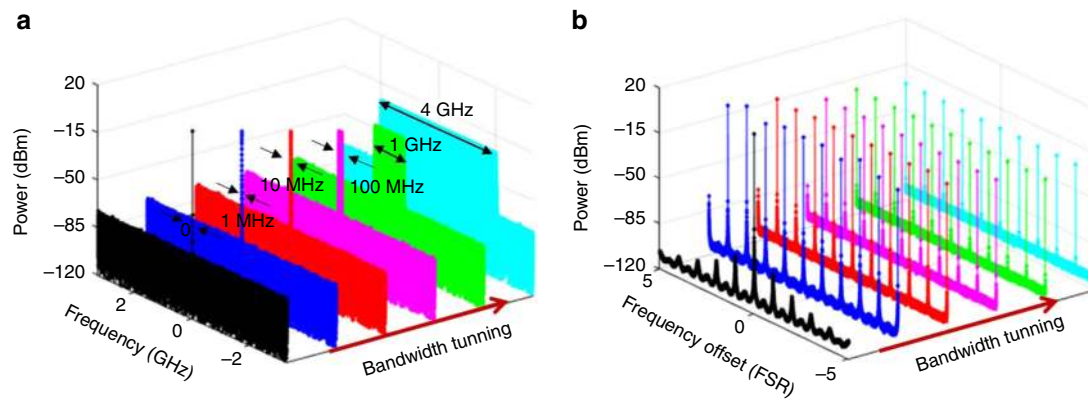 a
20
−15
−50
−85
−120
Power (dBm)
2
0
−2
Frequency (GHz)
0
1 MHz
10 MHz
100 MHz
1 GHz
4 GHz
Bandwidth tunning
b
20
−15
−50
−85
−120
Power (dBm)
5
0
−5
Frequency offset (FSR)
Bandwidth tunning